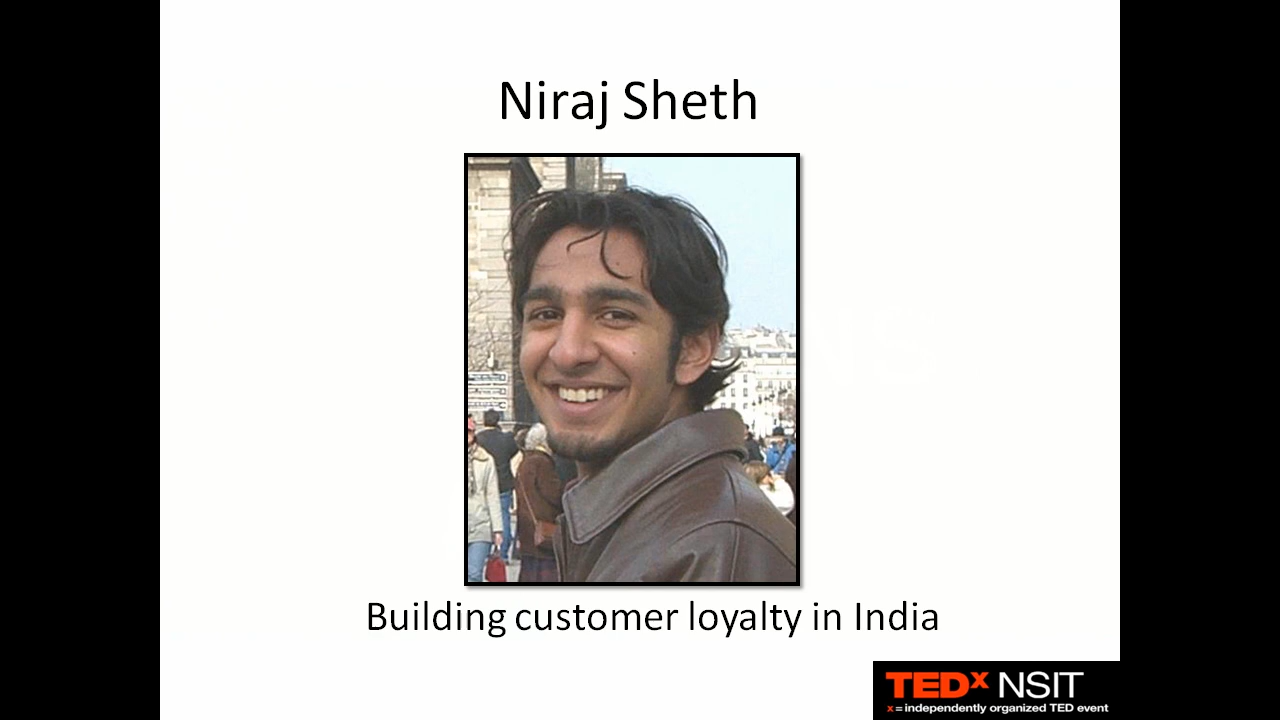 Niraj Sheth
Building customer loyalty in India
TEDx NSIT
x = independently organized TED event